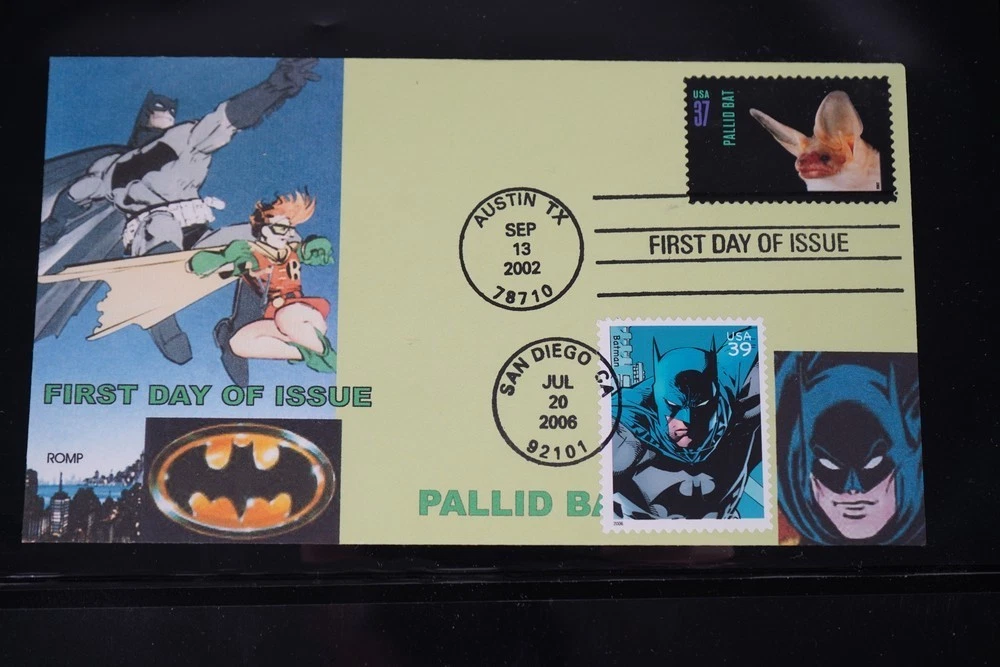 USA
37
PALLID BAT
AUSTIN TX
SEP
13
2002
78710
FIRST DAY OF ISSUE
SAN DIEGO CA
JUL
20
2006
92101
Batman
USA
39
2006
R
FIRST DAY OF ISSUE
ROMP
PALLID BA